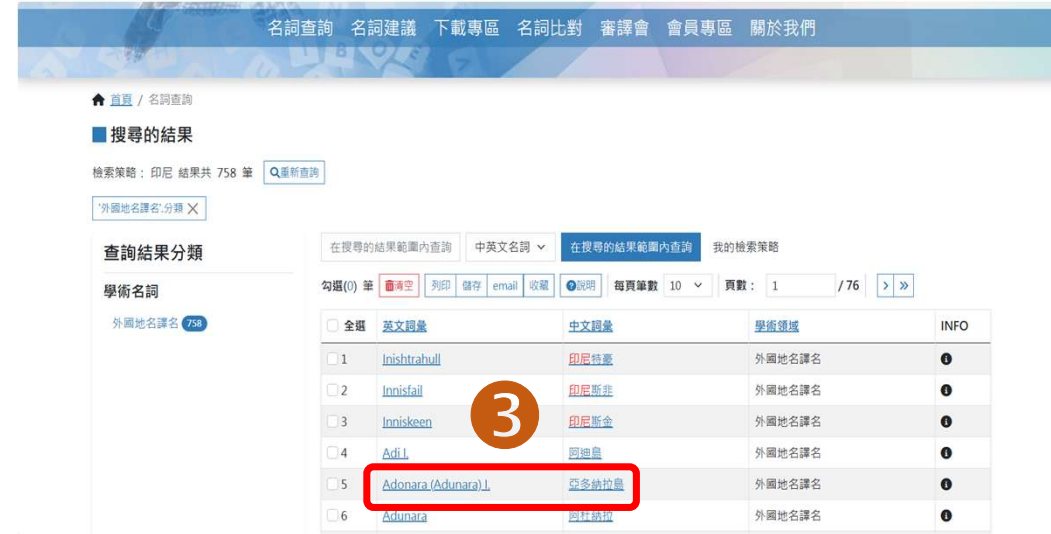 名詞查詢 名詞建議 下載專區 名詞比對 審譯會 會員專區 關於我們
首頁 / 名詞查詢
搜尋的結果
檢索策略：印尼 結果共 758 筆 重新查詢
'外國地名譯名'.分類
查詢結果分類
學術名詞
外國地名譯名 758
在搜尋的結果範圍內查詢 中英文名詞 在搜尋的結果範圍內查詢 我的檢索策略
勾選(0) 筆 清空 列印 儲存 email 收藏 說明 每頁筆數 10 頁數： 1 / 76 > »
全選 英文詞彙 中文詞彙 學術領域 INFO
1 Inishtrahull 印尼特豪 外國地名譯名
2 Innisfail 印尼斯非 外國地名譯名
3 Inniskeen 印尼斯金 外國地名譯名
3
4 Adi I. 阿迪島 外國地名譯名
5 Adonara (Adunara) I. 亞多納拉島 外國地名譯名
6 Adunara 阿杜納拉 外國地名譯名